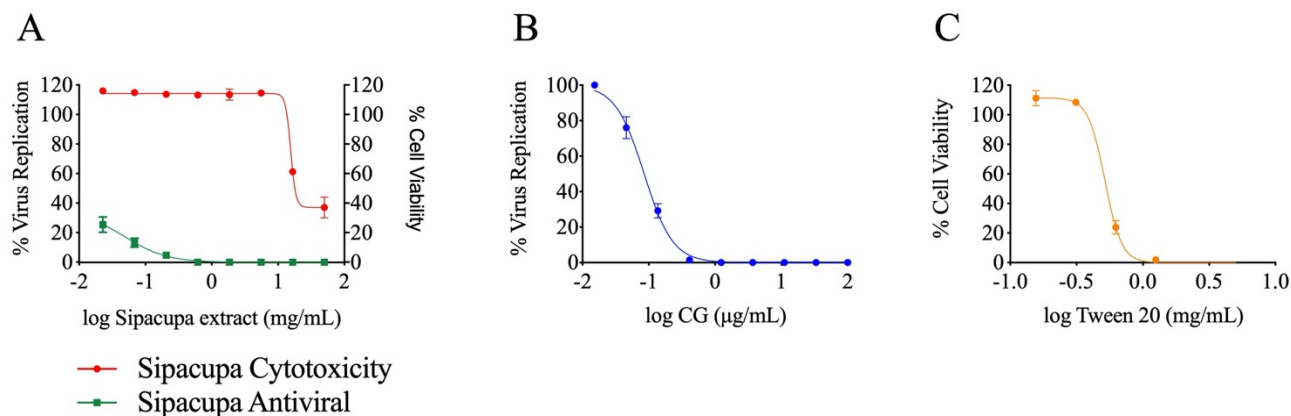 A
% Virus Replication
120
100
80
60
40
20
0
120
100
80
60
40
20
0
% Cell Viability
-2 -1 0 1 2
log Sipacupa extract (mg/mL)
Sipacupa Cytotoxicity
Sipacupa Antiviral
B
% Virus Replication
100
80
60
40
20
0
-2 -1 0 1 2
log CG (μg/mL)
C
% Cell Viability
120
100
80
60
40
20
0
-1.0 -0.5 0.0 0.5 1.0
log Tween 20 (mg/mL)